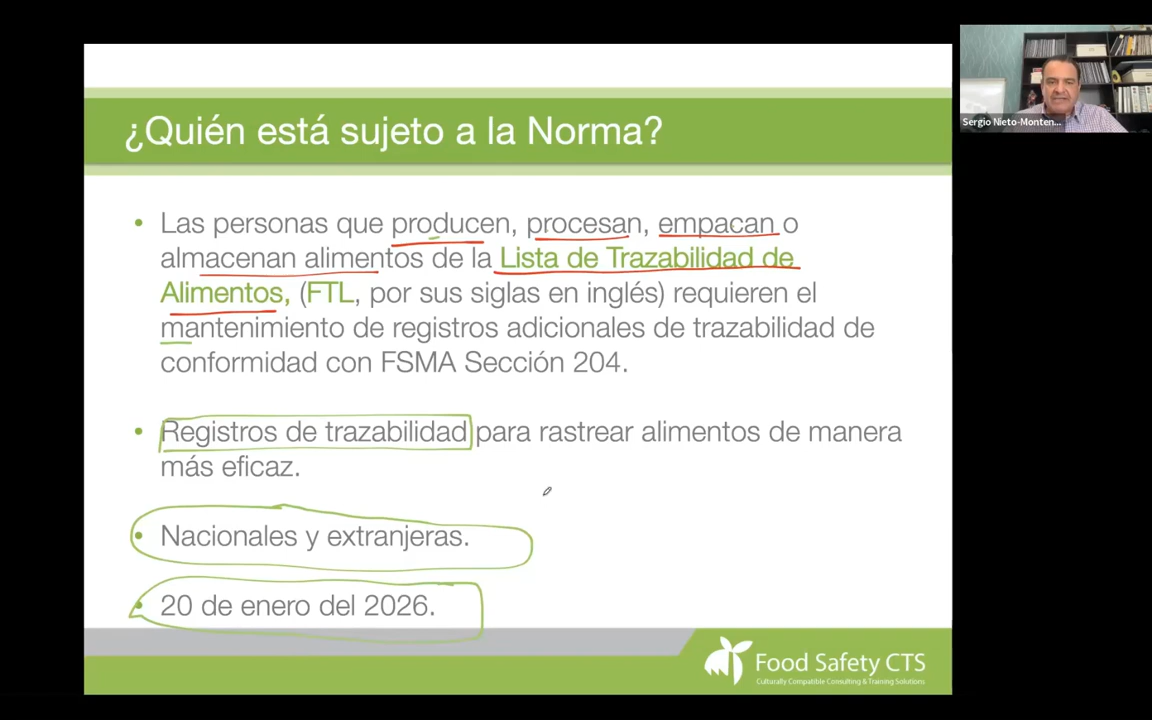 ¿Quién está sujeto a la Norma?
• Las personas que producen, procesan, empacan o
almacenan alimentos de la Lista de Trazabilidad de
Alimentos, (FTL, por sus siglas en inglés) requieren el
mantenimiento de registros adicionales de trazabilidad de
conformidad con FSMA Sección 204.
• Registros de trazabilidad para rastrear alimentos de manera
más eficaz.
• Nacionales y extranjeras.
• 20 de enero del 2026.
Food Safety CTS
Culturally Compatible Consulting & Training Solutions
Sergio Nieto-Monten...